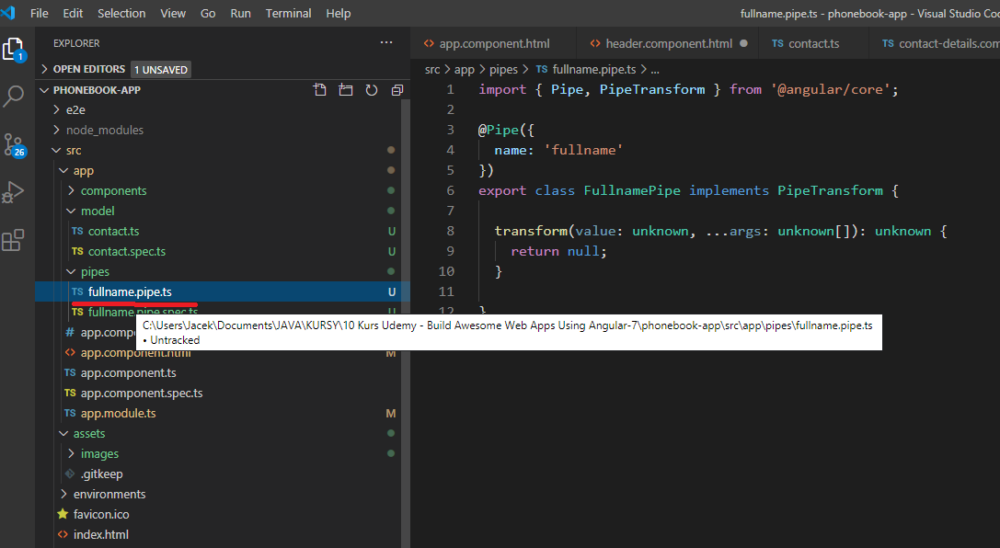 File Edit Selection View Go Run Terminal Help
fullname.pipe.ts - phonebook-app - Visual Studio Co
EXPLORER ...
app.component.html
header.component.html
TS contact.ts
TS contact-details.com
1
OPEN EDITORS 1 UNSAVED
src > app > pipes > TS fullname.pipe.ts > ...
PHONEBOOK-APP
e2e
node_modules
src
26
app
components
model
TS contact.ts U
TS contact.spec.ts U
pipes
TS fullname.pipe.ts U
TS fullname.pipe.spec.ts U
# app.comp
app.component.html M
TS app.component.ts
TS app.component.spec.ts
TS app.module.ts M
assets
images
.gitkeep
environments
favicon.ico
index.html
1 import { Pipe, PipeTransform } from '@angular/core';
2
3 @Pipe({
4 name: 'fullname'
5 })
6 export class FullnamePipe implements PipeTransform {
7
8 transform(value: unknown, ...args: unknown[]): unknown {
9 return null;
10 }
11
12 }
C:\Users\Jacek\Documents\JAVA\KURSY\10 Kurs Udemy - Build Awesome Web Apps Using Angular-7\phonebook-app\src\app\pipes\fullname.pipe.ts
• Untracked